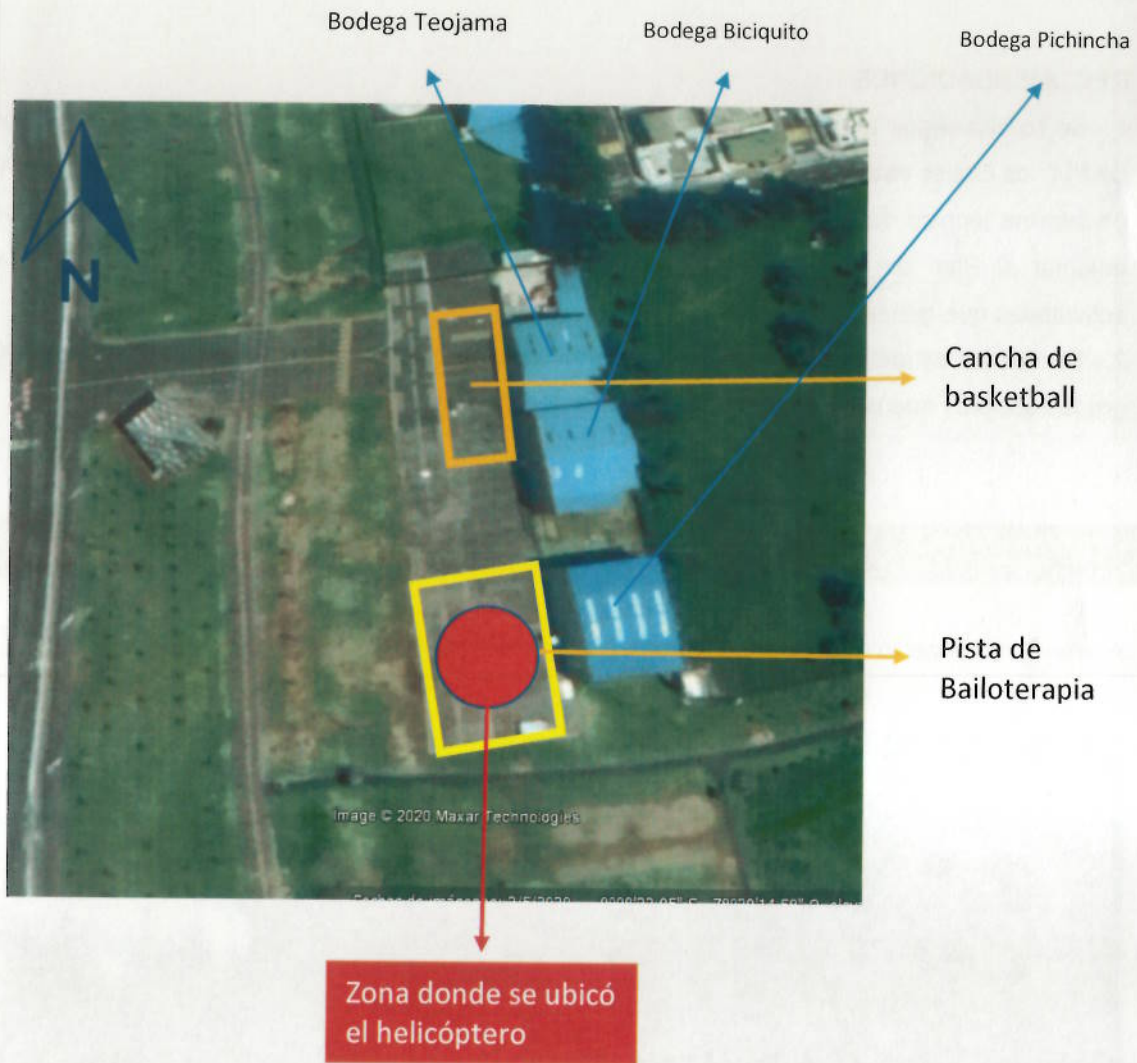 Bodega Teojama
Bodega Biciquito
Bodega Pichincha
N
Cancha de
basketball
Pista de
Bailoterapia
Image © 2020 Maxar Technologies
Zona donde se ubicó
el helicóptero